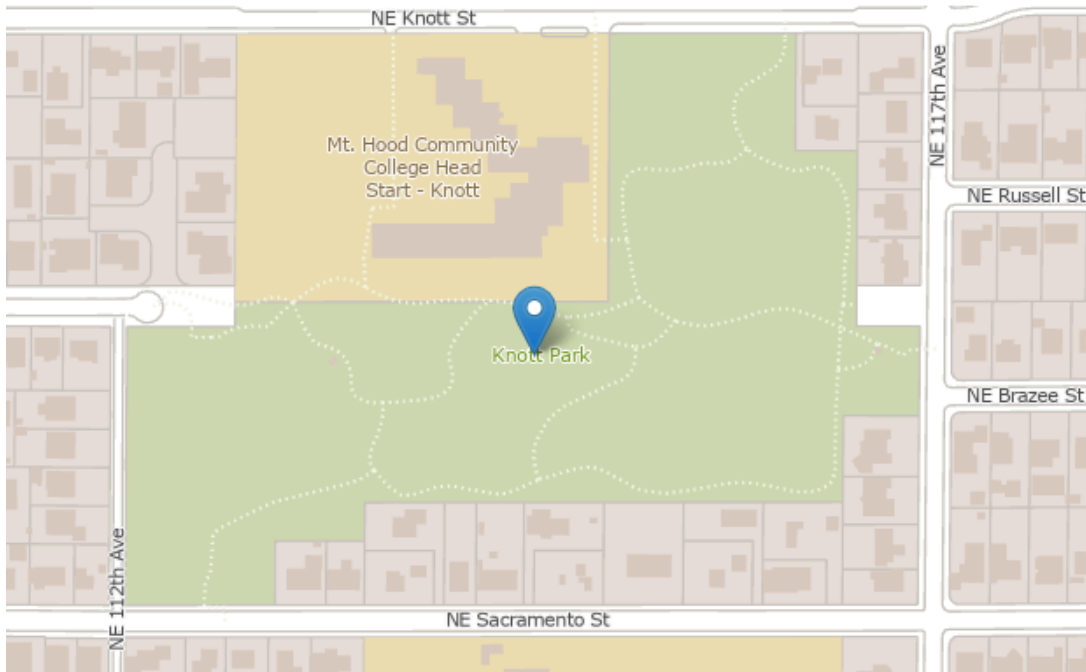 NE Knott St
NE 117th Ave
Mt. Hood Community
College Head
Start - Knott
NE Russell St
Knott Park
NE Brazee St
NE 112th Ave
NE Sacramento St